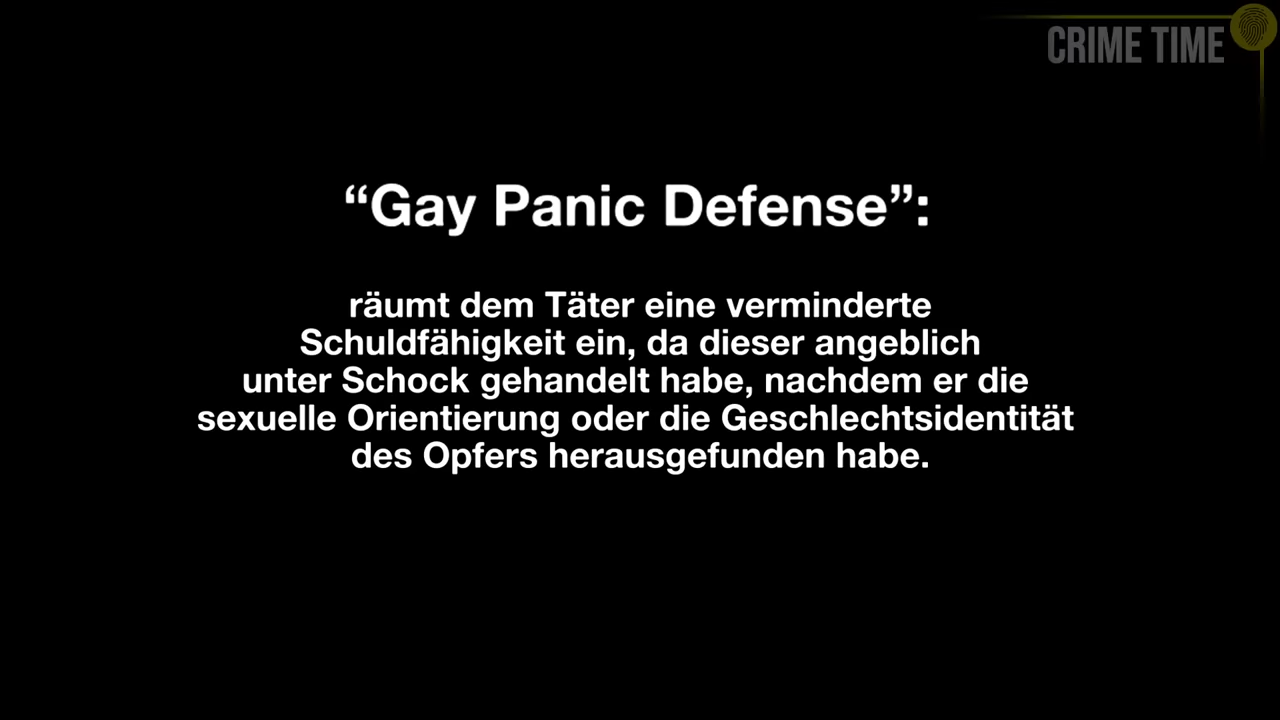 CRIME TIME
“Gay Panic Defense”:
räumt dem Täter eine verminderte
Schuldfähigkeit ein, da dieser angeblich
unter Schock gehandelt habe, nachdem er die
sexuelle Orientierung oder die Geschlechtsidentität
des Opfers herausgefunden habe.